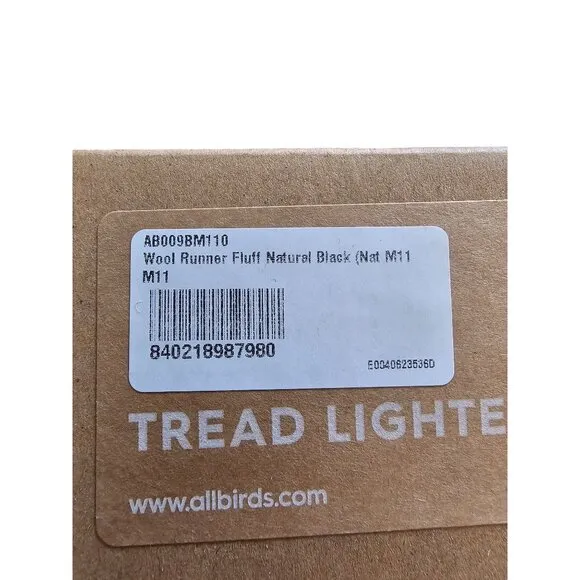 AB009BM110
Wool Runner Fluff Natural Black (Nat M11
M11
840218987980
E0040623536D
TREAD LIGHTE
www.allbirds.com